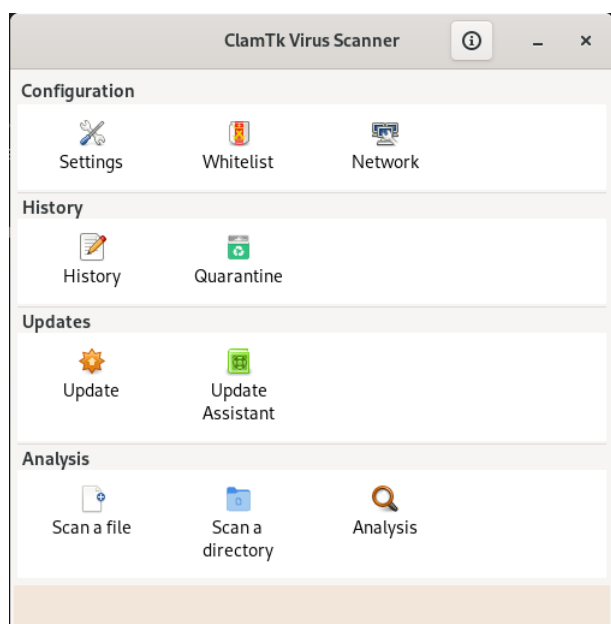 ClamTk Virus Scanner
Configuration
Settings Whitelist Network
History
History Quarantine
Updates
Update Update
Assistant
Analysis
Scan a file Scan a Analysis
directory